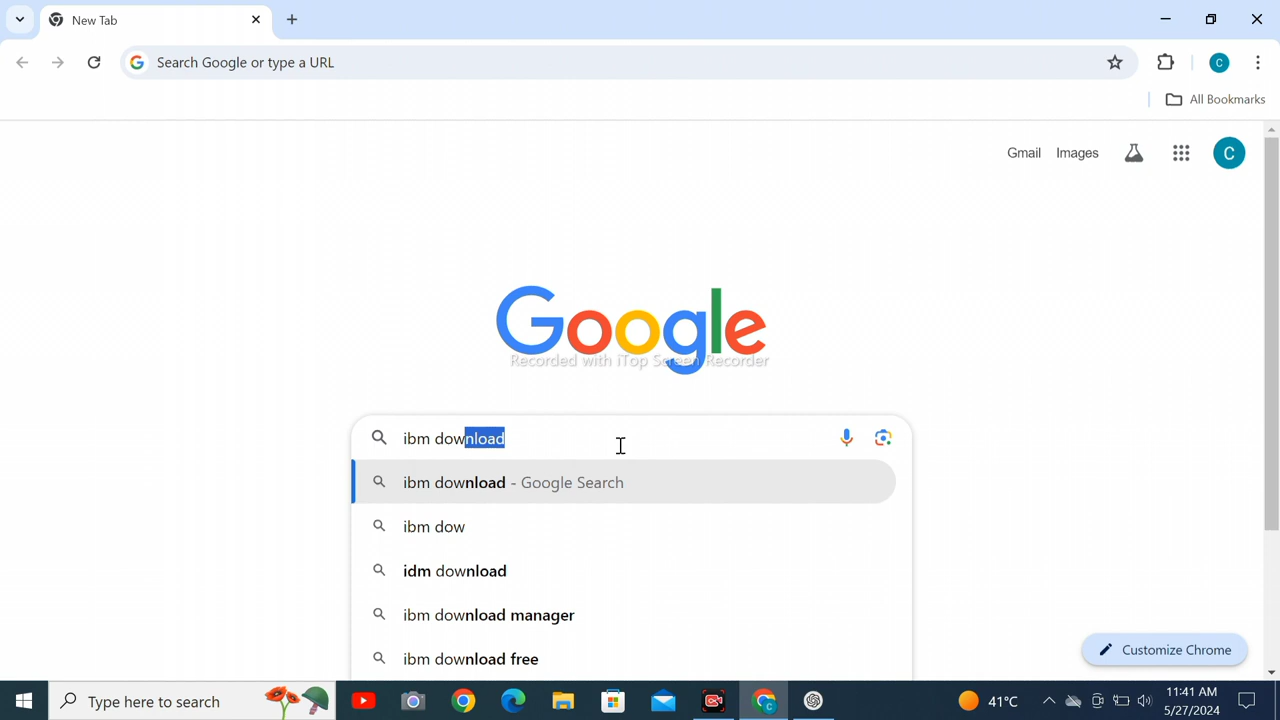 New Tab
Search Google or type a URL
C
All Bookmarks
Gmail
Images
C
Google
Recorded with iTop Screen Recorder
ibm download
ibm download - Google Search
ibm dow
idm download
ibm download manager
ibm download free
Customize Chrome
Type here to search
C
41°C
11:41 AM
5/27/2024